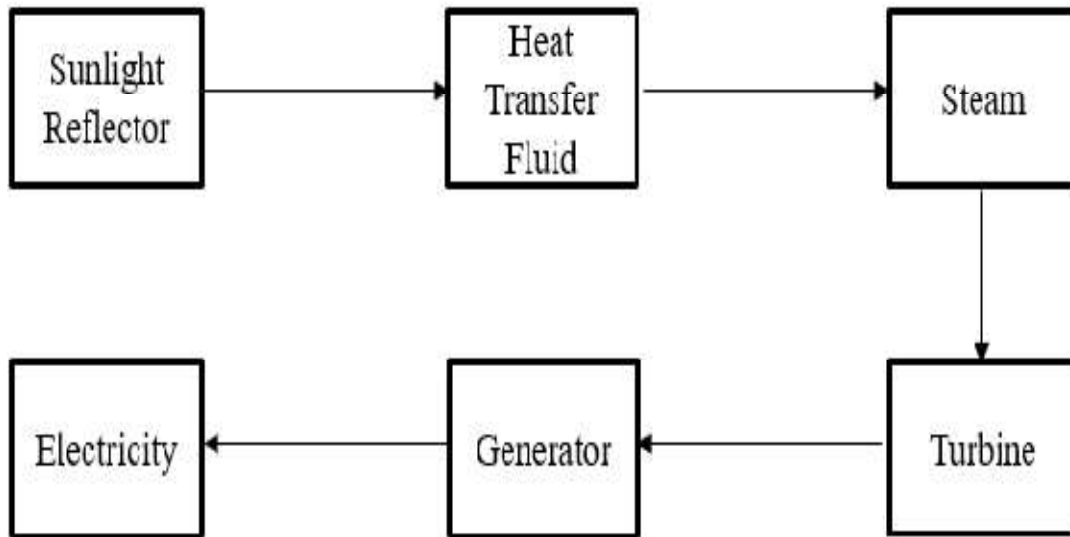 Sunlight
Reflector
Heat
Transfer
Fluid
Steam
Electricity
Generator
Turbine